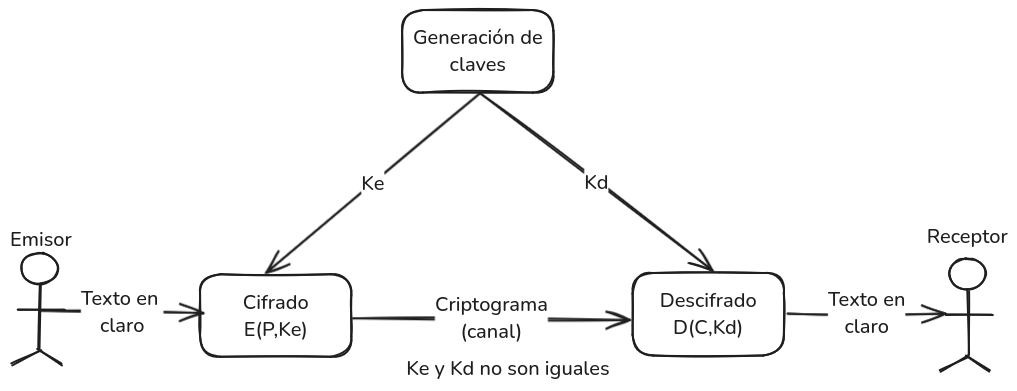 Generación de
claves
Ke
Kd
Emisor
Receptor
Texto en
claro
Cifrado
E(P,Ke)
Criptograma
(canal)
Descifrado
D(C,Kd)
Texto en
claro
Ke y Kd no son iguales